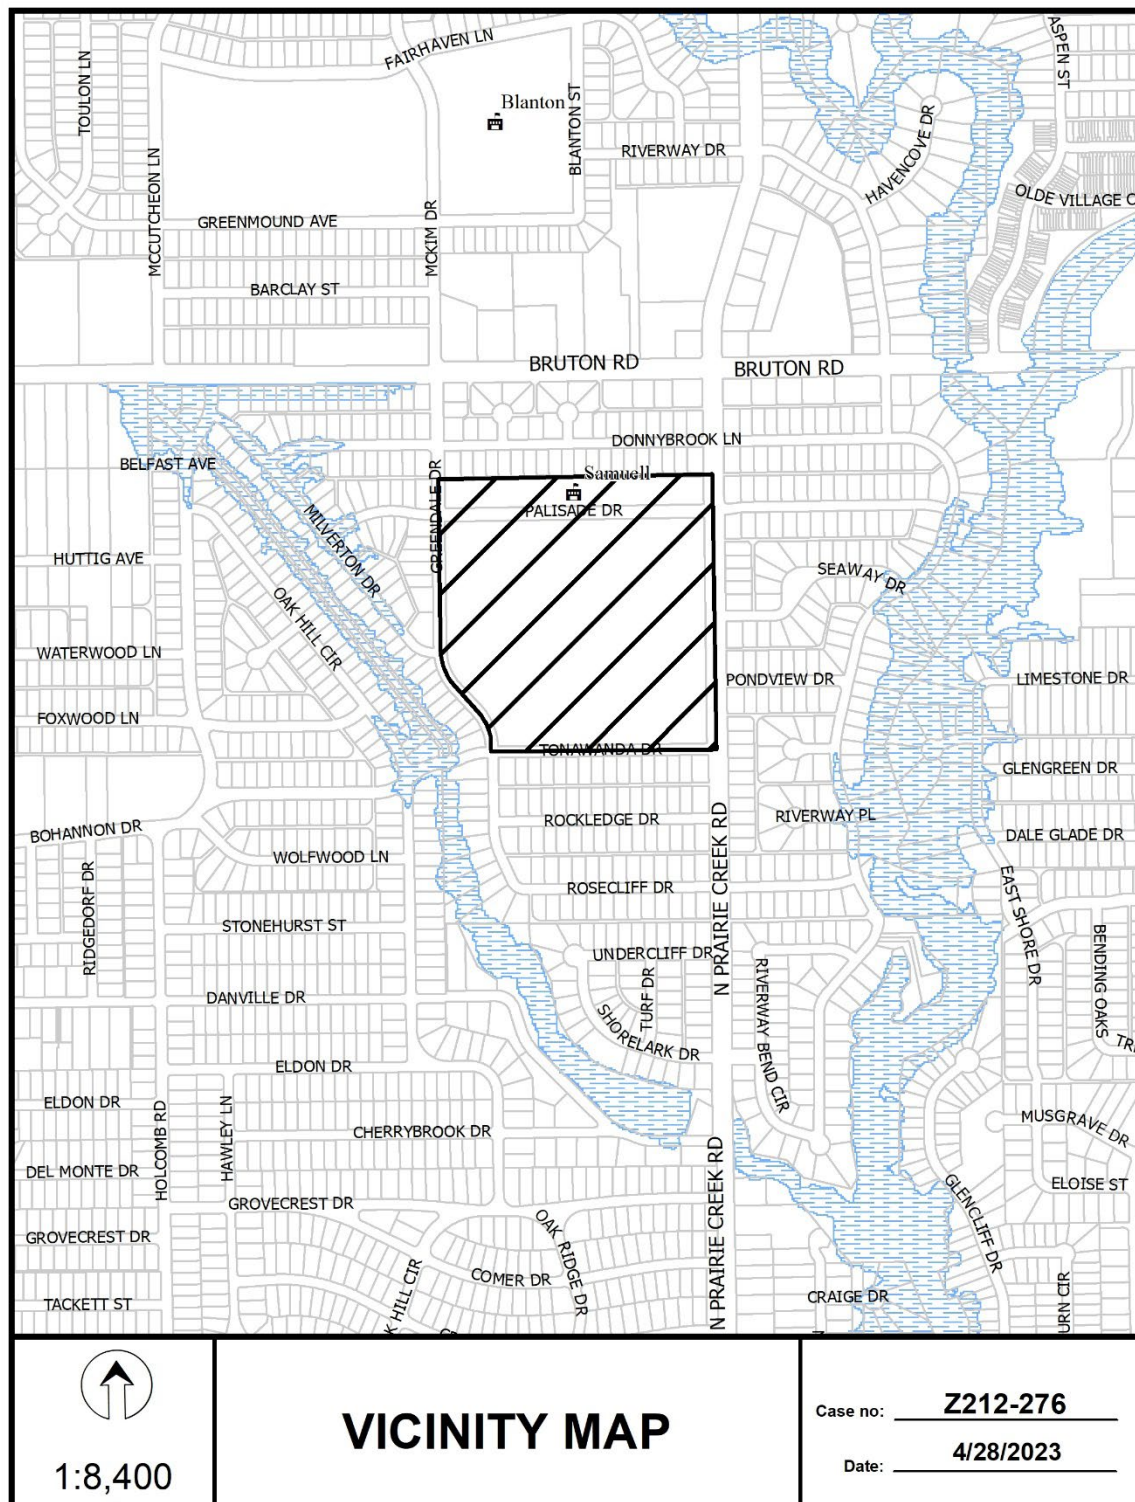 FAIRHAVEN LN
ASPEN ST
TOULON LN
Blanton
BLANTON ST
RIVERWAY DR
HAVENCOVE DR
MCCUTCHEON LN
OLDE VILLAGE C
GREENMOUND AVE
MCKIM DR
BARCLAY ST
BRUTON RD
BRUTON RD
DONNYBROOK LN
BELFAST AVE
Samuell
GREENDALE DR
PALISADE DR
MILVERTON DR
HUTTIG AVE
SEAWAY DR
OAK HILL CIR
WATERWOOD LN
PONDVIEW DR
LIMESTONE DR
FOXWOOD LN
TONAWANDA DR
GLENGREEN DR
ROCKLEDGE DR
RIVERWAY PL
BOHANNON DR
DALE GLADE DR
WOLFWOOD LN
N PRAIRIE CREEK RD
ROSECLIFF DR
RIDGEDORF DR
EAST SHORE DR
STONEHURST ST
UNDERCLIFF DR
BENDING OAKS
DANVILLE DR
TURF DR
RIVERWAY BEND CIR
SHORELARK DR
TR
ELDON DR
ELDON DR
HOLCOMB RD
HAWLEY LN
CHERRYBROOK DR
MUSGRAVE DR
DEL MONTE DR
N PRAIRIE CREEK RD
ELOISE ST
GROVECREST DR
GLENCLIFF DR
GROVECREST DR
OAK RIDGE DR
COMER DR
K HILL CIR
CRAIGE DR
TACKETT ST
URN CIR
1:8,400
VICINITY MAP
Case no: Z212-276
Date: 4/28/2023